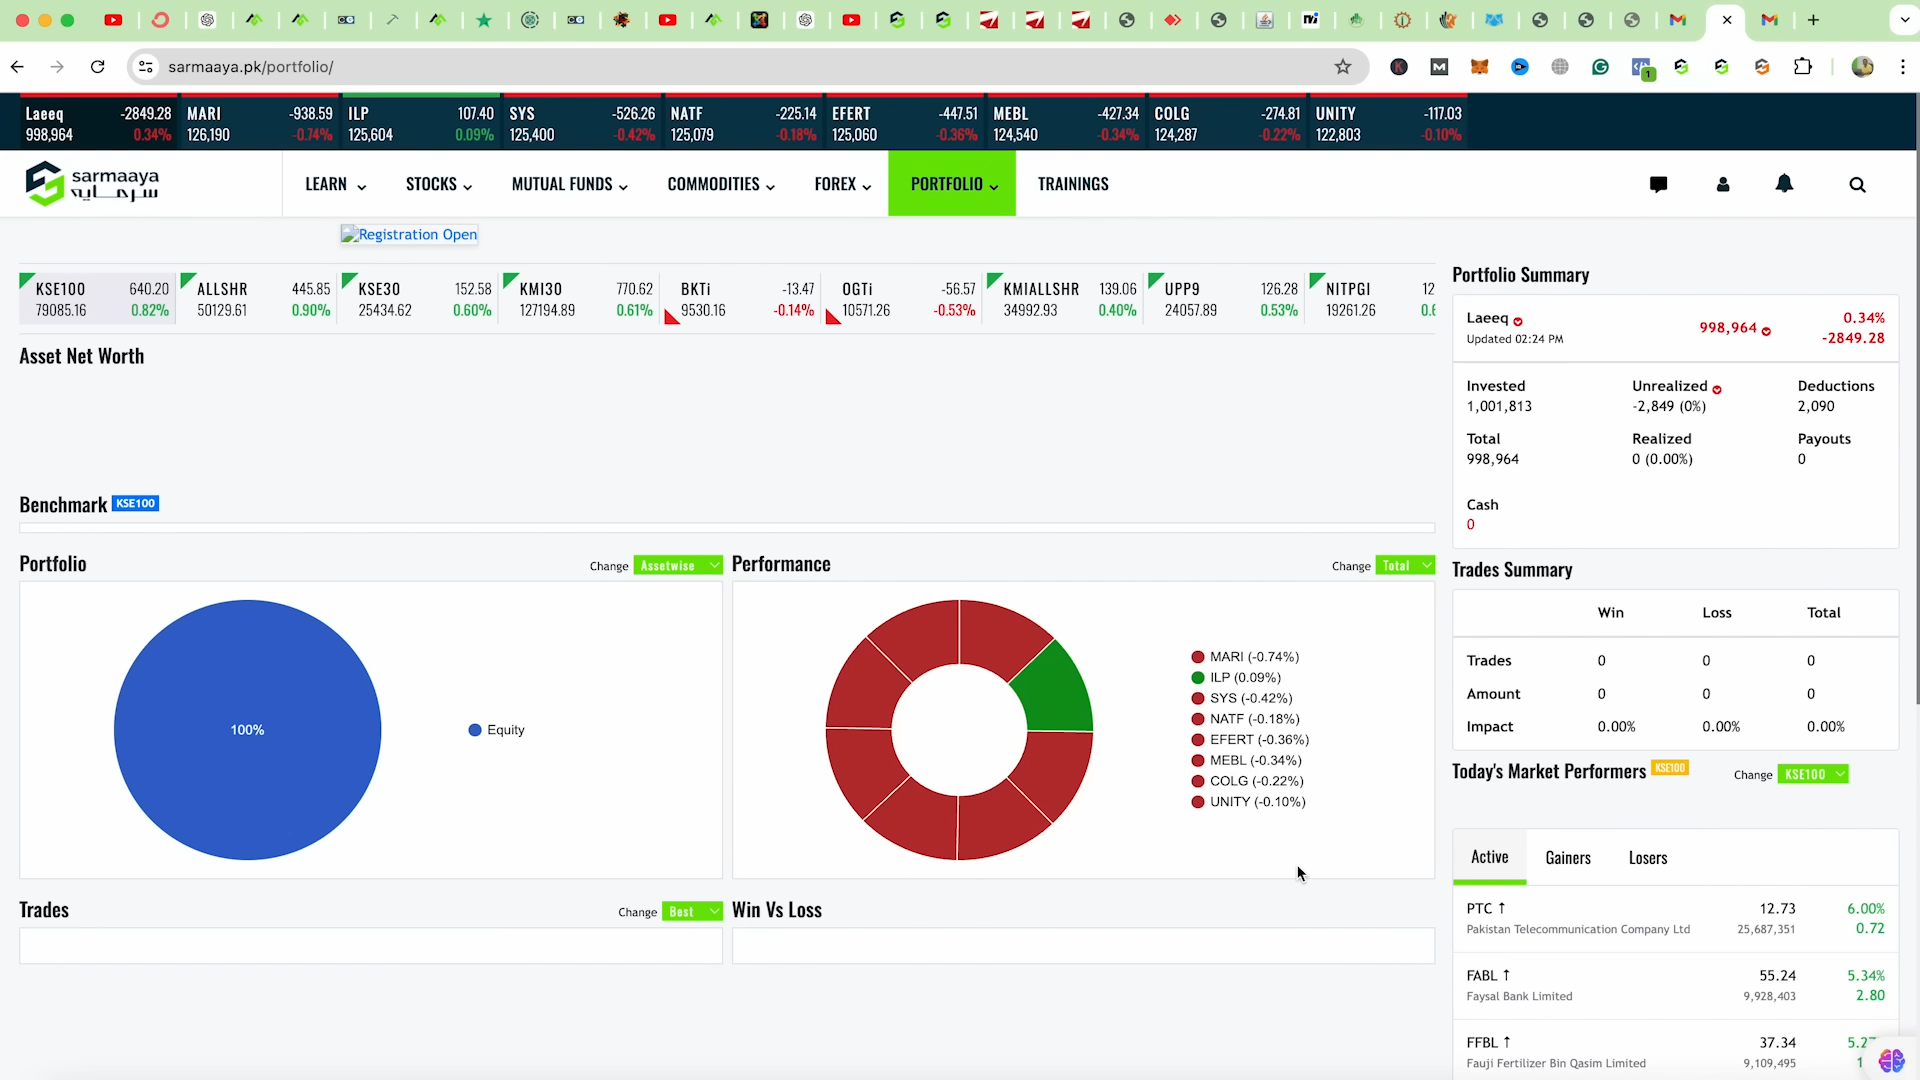 sarmaaya.pk/portfolio/
1
Laeeq -2849.28 MARI -938.59 ILP 107.40 SYS -526.26 NATF -225.14 EFERT -447.51 MEBL -427.34 COLG -274.81 UNITY -117.03
998,964 0.34% 126,190 -0.74% 125,604 0.09% 125,400 -0.42% 125,079 -0.18% 125,060 -0.36% 124,540 -0.34% 124,287 -0.22% 122,803 -0.10%
sarmaaya
سرمایہ
LEARN STOCKS MUTUAL FUNDS COMMODITIES FOREX PORTFOLIO TRAININGS
Registration Open
KSE100 640.20 ALLSHR 445.85 KSE30 152.58 KMI30 770.62 BKTi -13.47 OGTi -56.57 KMIALLSHR 139.06 UPP9 126.28 NITPGI 12
79085.16 0.82% 50129.61 0.90% 25434.62 0.60% 127194.89 0.61% 9530.16 -0.14% 10571.26 -0.53% 34992.93 0.40% 24057.89 0.53% 19261.26
Asset Net Worth
Benchmark KSE100
Portfolio Change Assetwise
100%
Equity
Performance Change Total
MARI (-0.74%)
ILP (0.09%)
SYS (-0.42%)
NATF (-0.18%)
EFERT (-0.36%)
MEBL (-0.34%)
COLG (-0.22%)
UNITY (-0.10%)
Trades Change Best
Win Vs Loss
Portfolio Summary
Laeeq 998,964 0.34%
Updated 02:24 PM -2849.28
Invested Unrealized Deductions
1,001,813 -2,849 (0%) 2,090
Total Realized Payouts
998,964 0 (0.00%) 0
Cash
0
Trades Summary
Win Loss Total
Trades 0 0 0
Amount 0 0 0
Impact 0.00% 0.00% 0.00%
Today's Market Performers KSE100 Change KSE100
Active Gainers Losers
PTC ↑ 12.73 6.00%
Pakistan Telecommunication Company Ltd 25,687,351 0.72
FABL ↑ 55.24 5.34%
Faysal Bank Limited 9,928,403 2.80
FFBL ↑ 37.34
Fauji Fertilizer Bin Qasim Limited 9,109,495